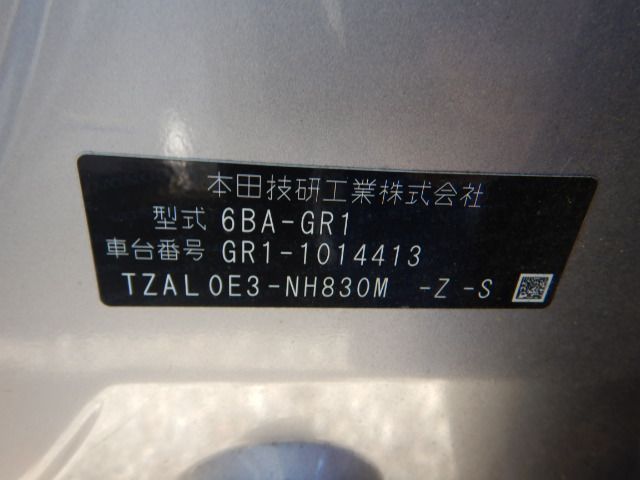 本田技研工業株式会社
型式 6BA-GR1
車台番号 GR1-1014413
TZAL0E3-NH830M -Z -S